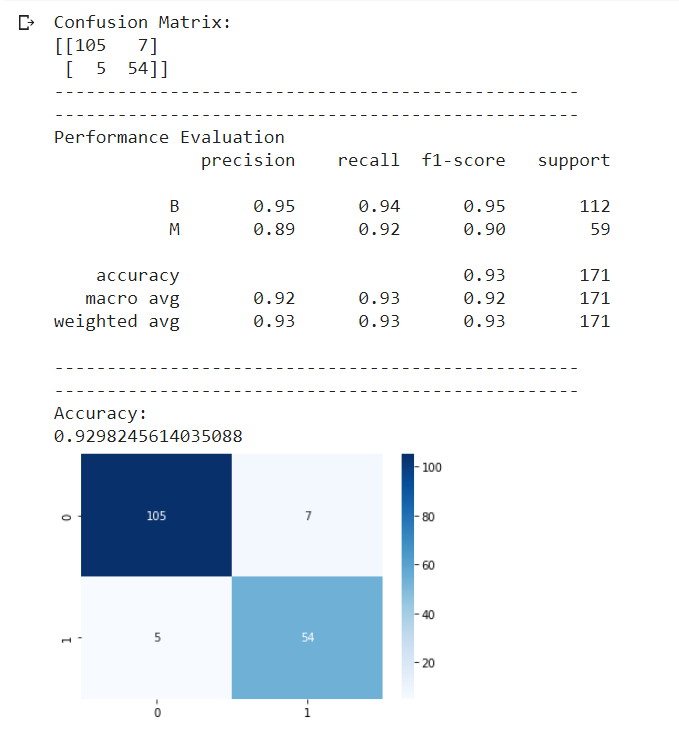 Confusion Matrix:
[[105   7]
 [  5  54]]
--------------------------------------------------
--------------------------------------------------
Performance Evaluation
              precision    recall  f1-score   support

           B       0.95      0.94      0.95       112
           M       0.89      0.92      0.90        59

    accuracy                           0.93       171
   macro avg       0.92      0.93      0.92       171
weighted avg       0.93      0.93      0.93       171

--------------------------------------------------
--------------------------------------------------
Accuracy:
0.9298245614035088
100
0 105 7
80
60
40
1 5 54
20
0 1